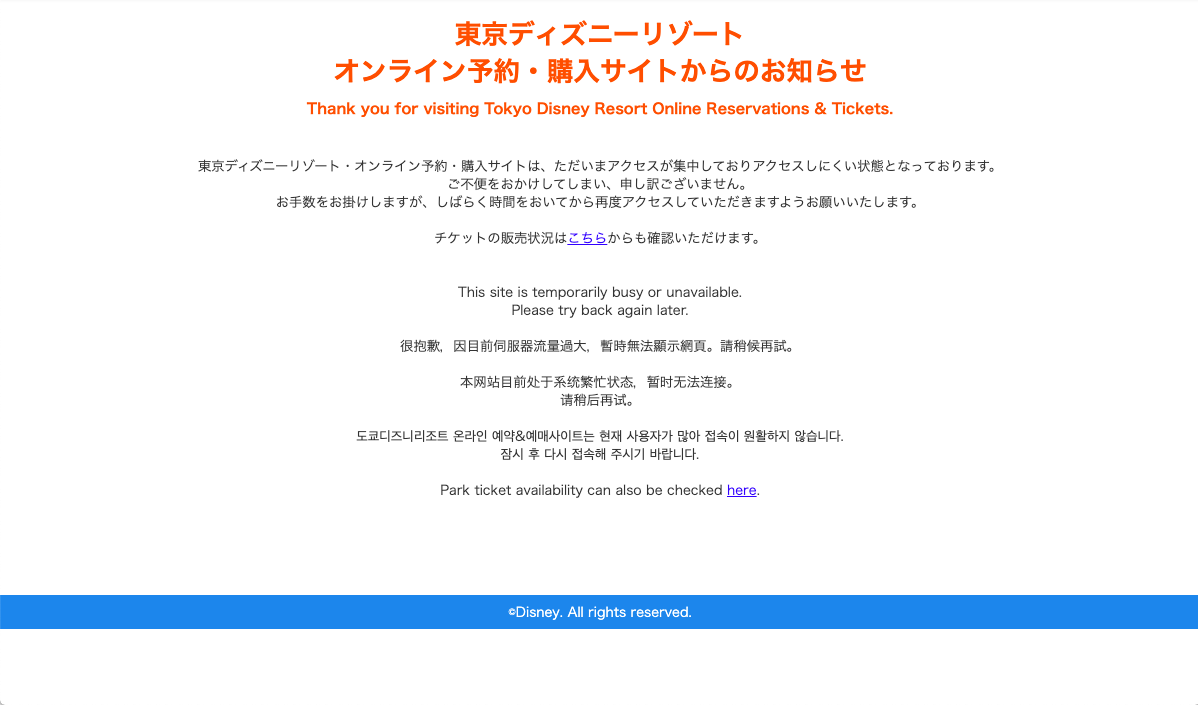 東京ディズニーリゾート
オンライン予約・購入サイトからのお知らせ
Thank you for visiting Tokyo Disney Resort Online Reservations & Tickets.
東京ディズニーリゾート・オンライン予約・購入サイトは、ただいまアクセスが集中しておりアクセスしにくい状態となっております。
ご不便をおかけしてしまい、申し訳ございません。
お手数をお掛けしますが、しばらく時間をおいてから再度アクセスしていただきますようお願いいたします。
チケットの販売状況はこちらからも確認いただけます。
This site is temporarily busy or unavailable.
Please try back again later.
很抱歉，因目前伺服器流量過大，暫時無法顯示網頁。請稍候再試。
本网站目前处于系统繁忙状态，暂时无法连接。
请稍后再试。
도쿄디즈니리조트 온라인 예약&예매사이트는 현재 사용자가 많아 접속이 원활하지 않습니다.
잠시 후 다시 접속해 주시기 바랍니다.
Park ticket availability can also be checked here.
©Disney. All rights reserved.